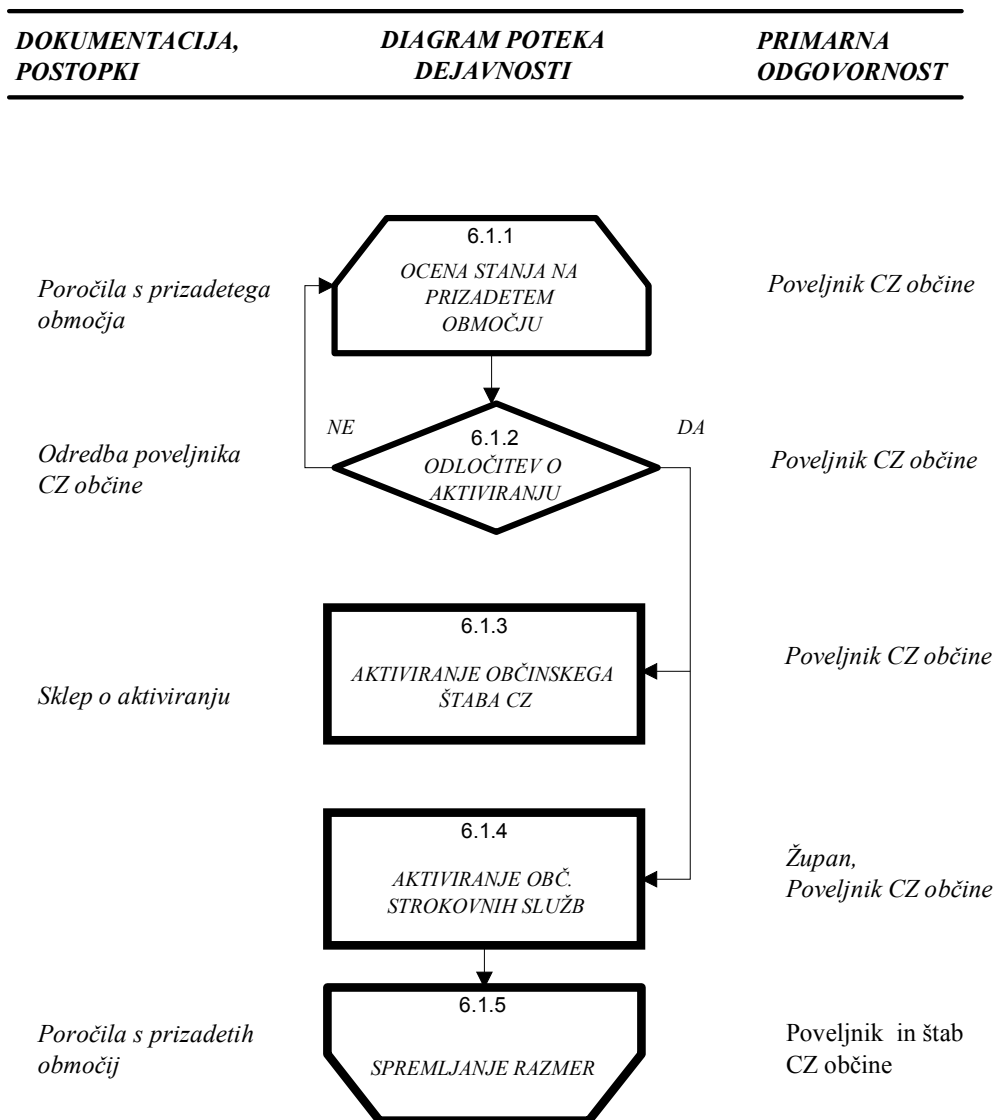 DOKUMENTACIJA,
POSTOPKI
DIAGRAM POTEKA
DEJAVNOSTI
PRIMARNA
ODGOVORNOST
Poročila s prizadetega
območja
6.1.1
OCENA STANJA NA
PRIZADETEM
OBMOČJU
Poveljnik CZ občine
Odredba poveljnika
CZ občine
NE
6.1.2
ODLOČITEV O
AKTIVIRANJU
DA
Poveljnik CZ občine
Sklep o aktiviranju
6.1.3
AKTIVIRANJE OBČINSKEGA
ŠTABA CZ
Poveljnik CZ občine
6.1.4
AKTIVIRANJE OBČ.
STROKOVNIH SLUŽB
Župan,
Poveljnik CZ občine
Poročila s prizadetih
območij
6.1.5
SPREMLJANJE RAZMER
Poveljnik in štab
CZ občine